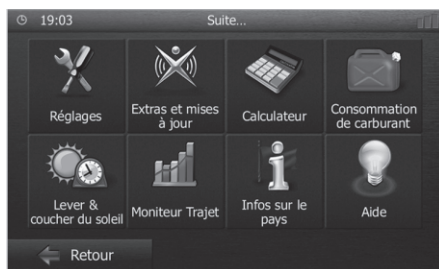 19:03
Suite...
Réglages
Extras et mises
à jour
Calculateur
Consommation
de carburant
Lever &
coucher du soleil
Moniteur Trajet
Infos sur le
pays
Aide
Retour